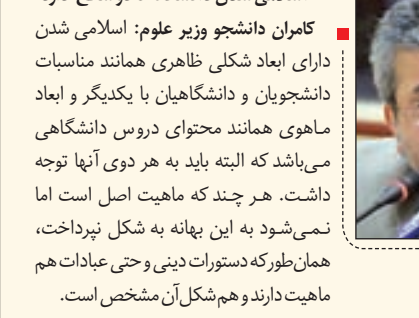 کامران دانشجو وزیر علوم: اسلامی شدن
دارای ابعاد شکلی ظاهری همانند مناسبات
دانشجویان و دانشگاهیان با یکدیگر و ابعاد
ماهوی همانند محتوای دروس دانشگاهی
می‌باشد که البته باید به هر دوی آنها توجه
داشت. هر چند که ماهیت اصل است اما
نمی‌شود به این بهانه به شکل نپرداخت،
همان‌طور که دستورات دینی و حتی عبادات هم
ماهیت دارند و هم شکل آن مشخص است.